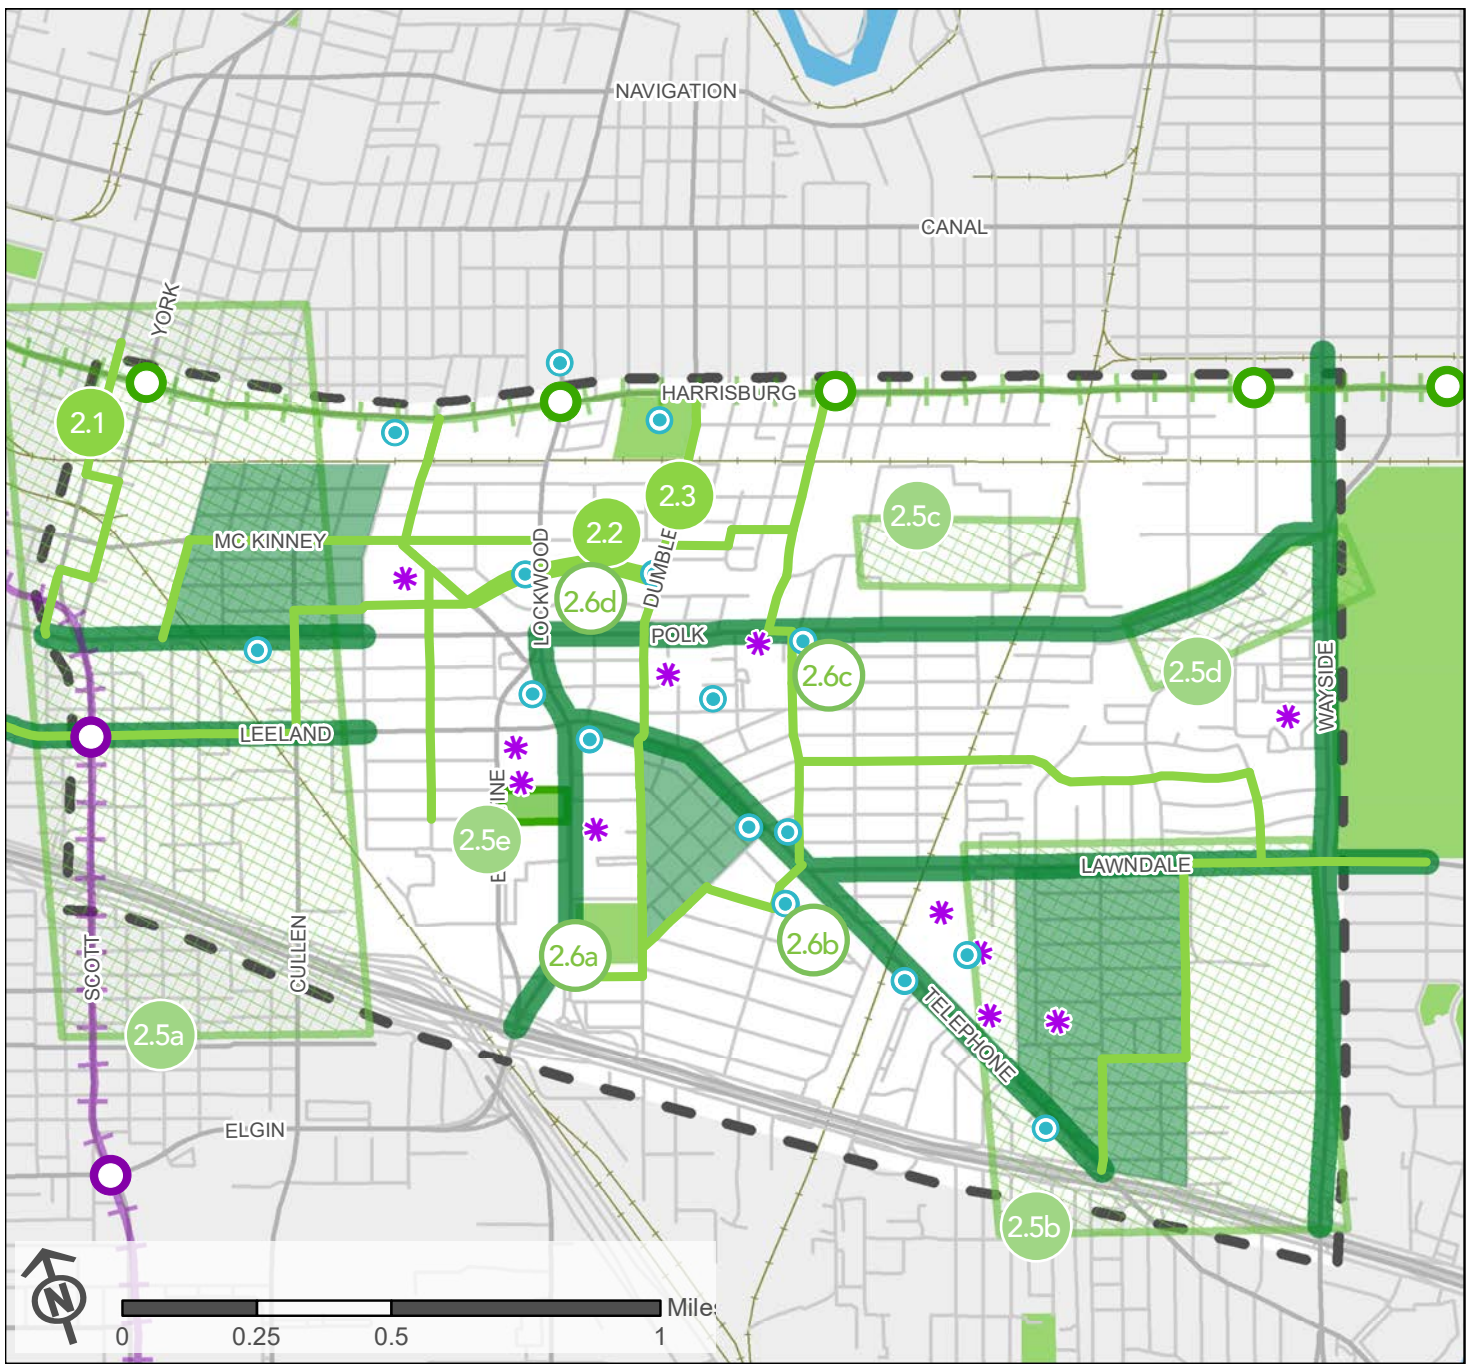 NAVIGATION
CANAL
YORK
HARRISBURG
2.1
2.3
2.5c
2.2
MC KINNEY
LOCKWOOD
DUMBLE
2.6d
POLK
2.6c
2.5d
WAYSIDE
LEELAND
INE
2.5e
E
LAWNDALE
CULLEN
SCOTT
2.6a
2.6b
TELEPHONE
2.5a
ELGIN
2.5b
N
Miles
0 0.25 0.5 1